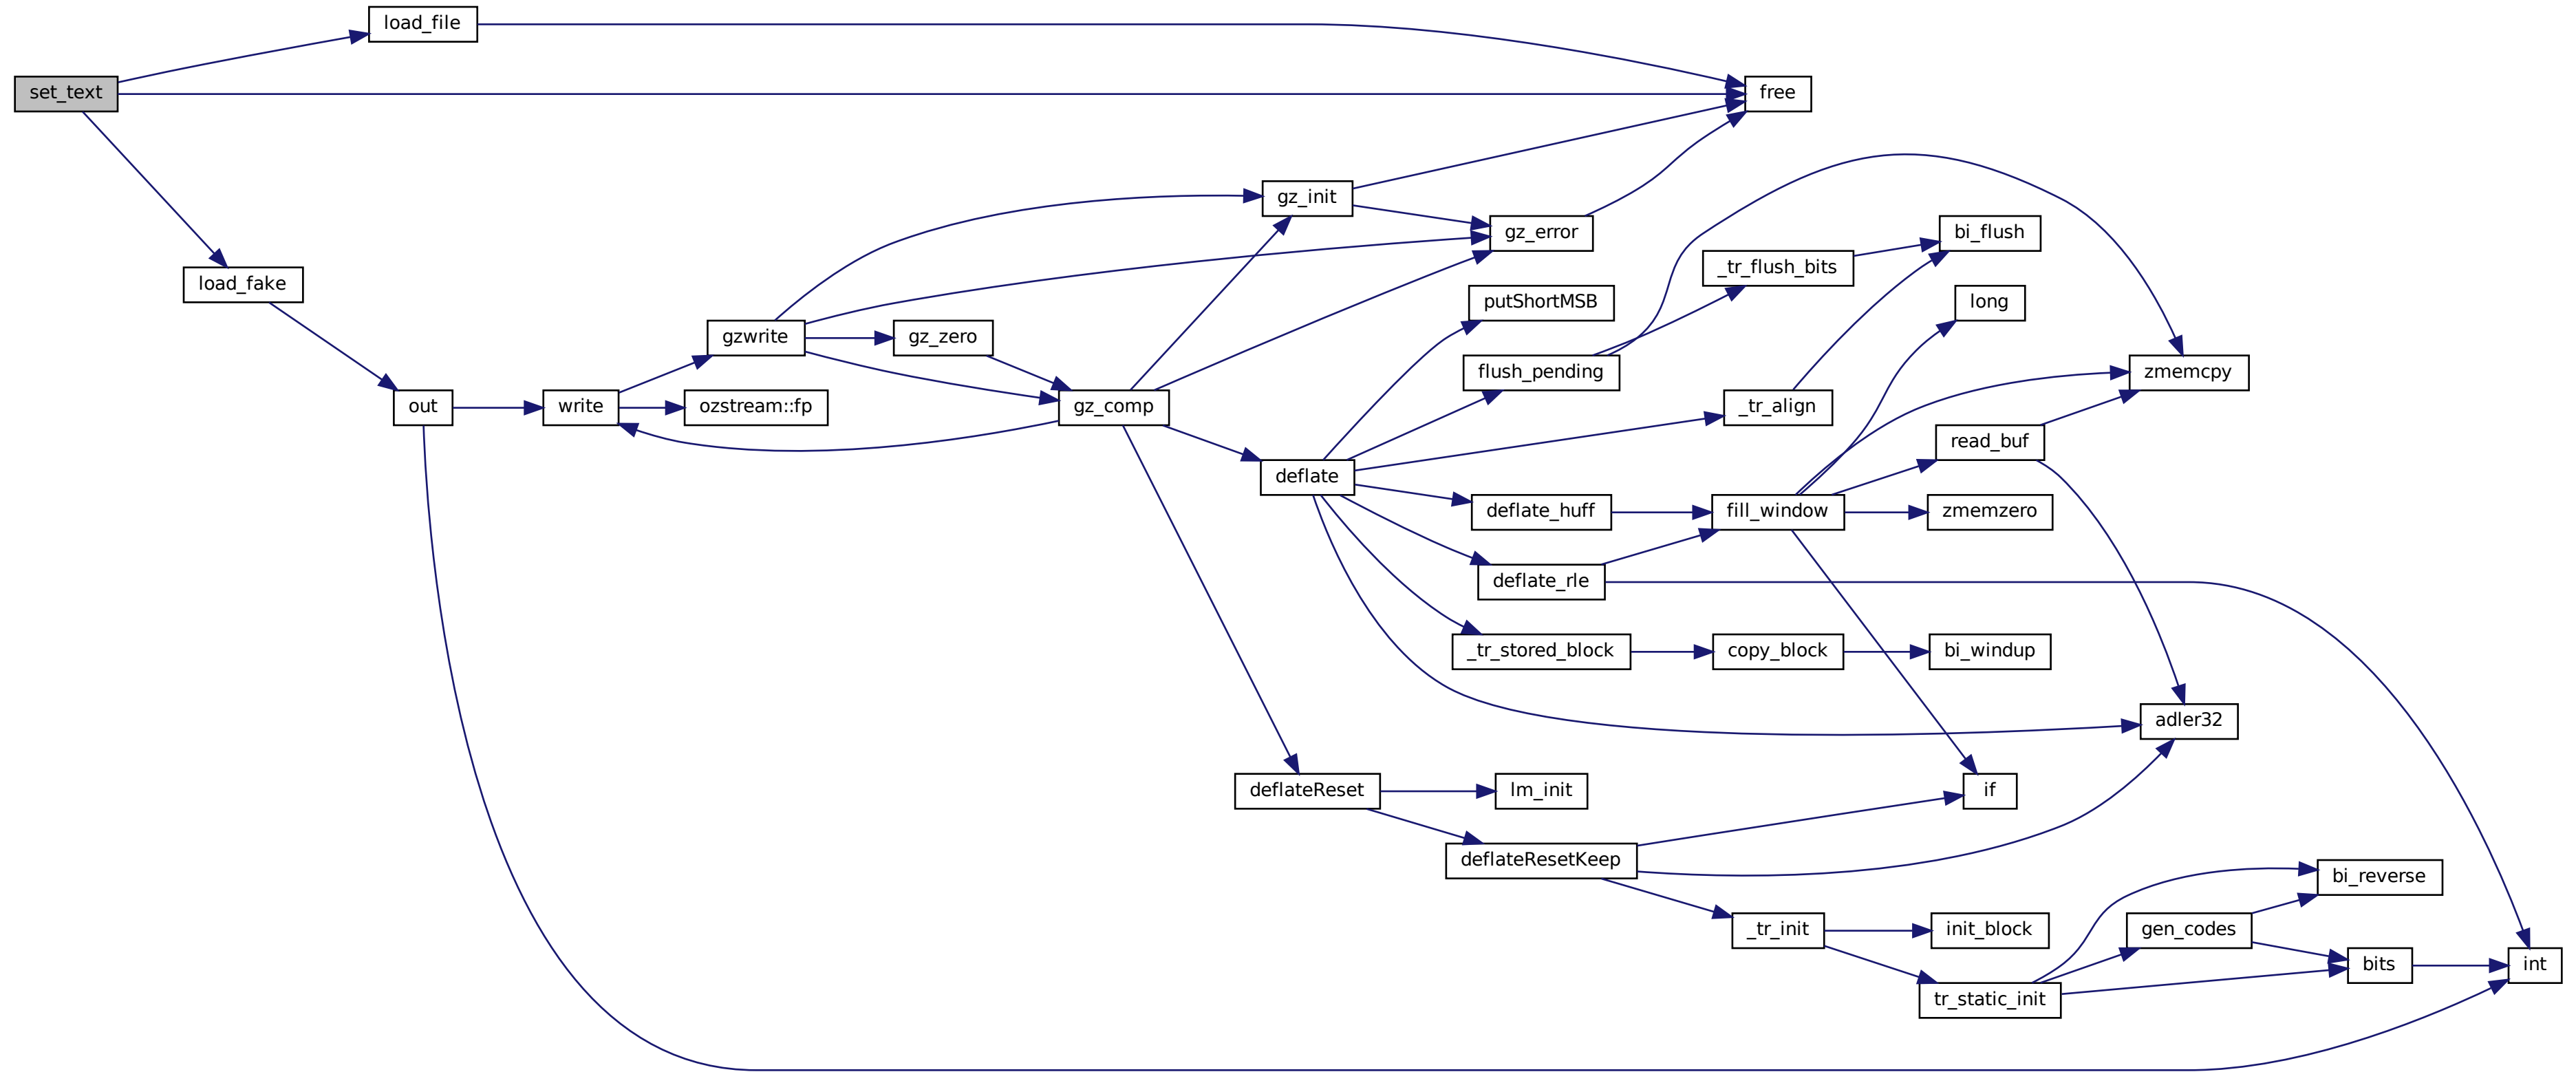 load_file
set_text
free
gz_init
gz_error
bi_flush
_tr_flush_bits
load_fake
putShortMSB
long
gzwrite
gz_zero
flush_pending
zmemcpy
out
write
ozstream::fp
gz_comp
_tr_align
read_buf
deflate
deflate_huff
fill_window
zmemzero
deflate_rle
_tr_stored_block
copy_block
bi_windup
adler32
deflateReset
lm_init
if
deflateResetKeep
bi_reverse
_tr_init
init_block
gen_codes
bits
int
tr_static_init